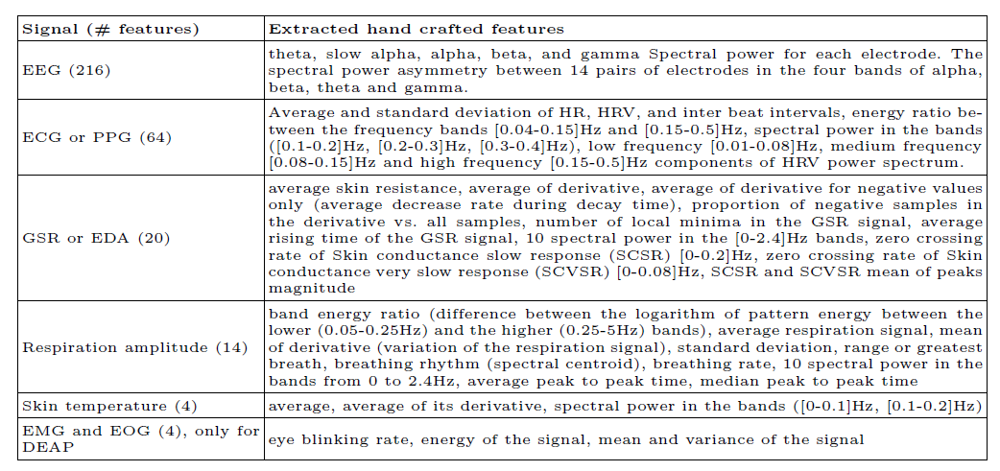 Signal (# features)
Extracted hand crafted features
EEG (216)
theta, slow alpha, alpha, beta, and gamma Spectral power for each electrode. The
spectral power asymmetry between 14 pairs of electrodes in the four bands of alpha,
beta, theta and gamma.
ECG or PPG (64)
Average and standard deviation of HR, HRV, and inter beat intervals, energy ratio be-
tween the frequency bands [0.04-0.15]Hz and [0.15-0.5]Hz, spectral power in the bands
([0.1-0.2]Hz, [0.2-0.3]Hz, [0.3-0.4]Hz), low frequency [0.01-0.08]Hz, medium frequency
[0.08-0.15]Hz and high frequency [0.15-0.5]Hz components of HRV power spectrum.
GSR or EDA (20)
average skin resistance, average of derivative, average of derivative for negative values
only (average decrease rate during decay time), proportion of negative samples in
the derivative vs. all samples, number of local minima in the GSR signal, average
rising time of the GSR signal, 10 spectral power in the [0-2.4]Hz bands, zero crossing
rate of Skin conductance slow response (SCSR) [0-0.2]Hz, zero crossing rate of Skin
conductance very slow response (SCVSR) [0-0.08]Hz, SCSR and SCVSR mean of peaks
magnitude
Respiration amplitude (14)
band energy ratio (difference between the logarithm of pattern energy between the
lower (0.05-0.25Hz) and the higher (0.25-5Hz) bands), average respiration signal, mean
of derivative (variation of the respiration signal), standard deviation, range or greatest
breath, breathing rhythm (spectral centroid), breathing rate, 10 spectral power in the
bands from 0 to 2.4Hz, average peak to peak time, median peak to peak time
Skin temperature (4)
average, average of its derivative, spectral power in the bands ([0-0.1]Hz, [0.1-0.2]Hz)
EMG and EOG (4), only for
DEAP
eye blinking rate, energy of the signal, mean and variance of the signal